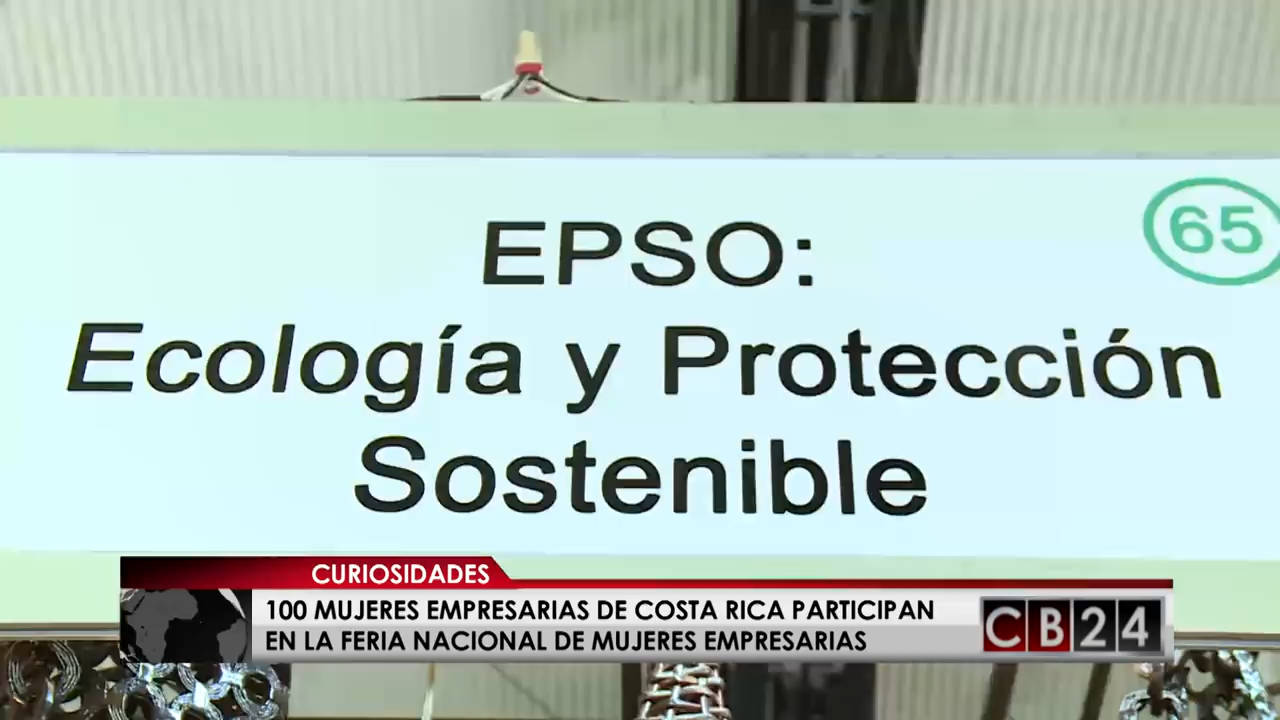 65
EPSO:
Ecología y Protección
Sostenible
CURIOSIDADES
100 MUJERES EMPRESARIAS DE COSTA RICA PARTICIPAN
EN LA FERIA NACIONAL DE MUJERES EMPRESARIAS
CB24